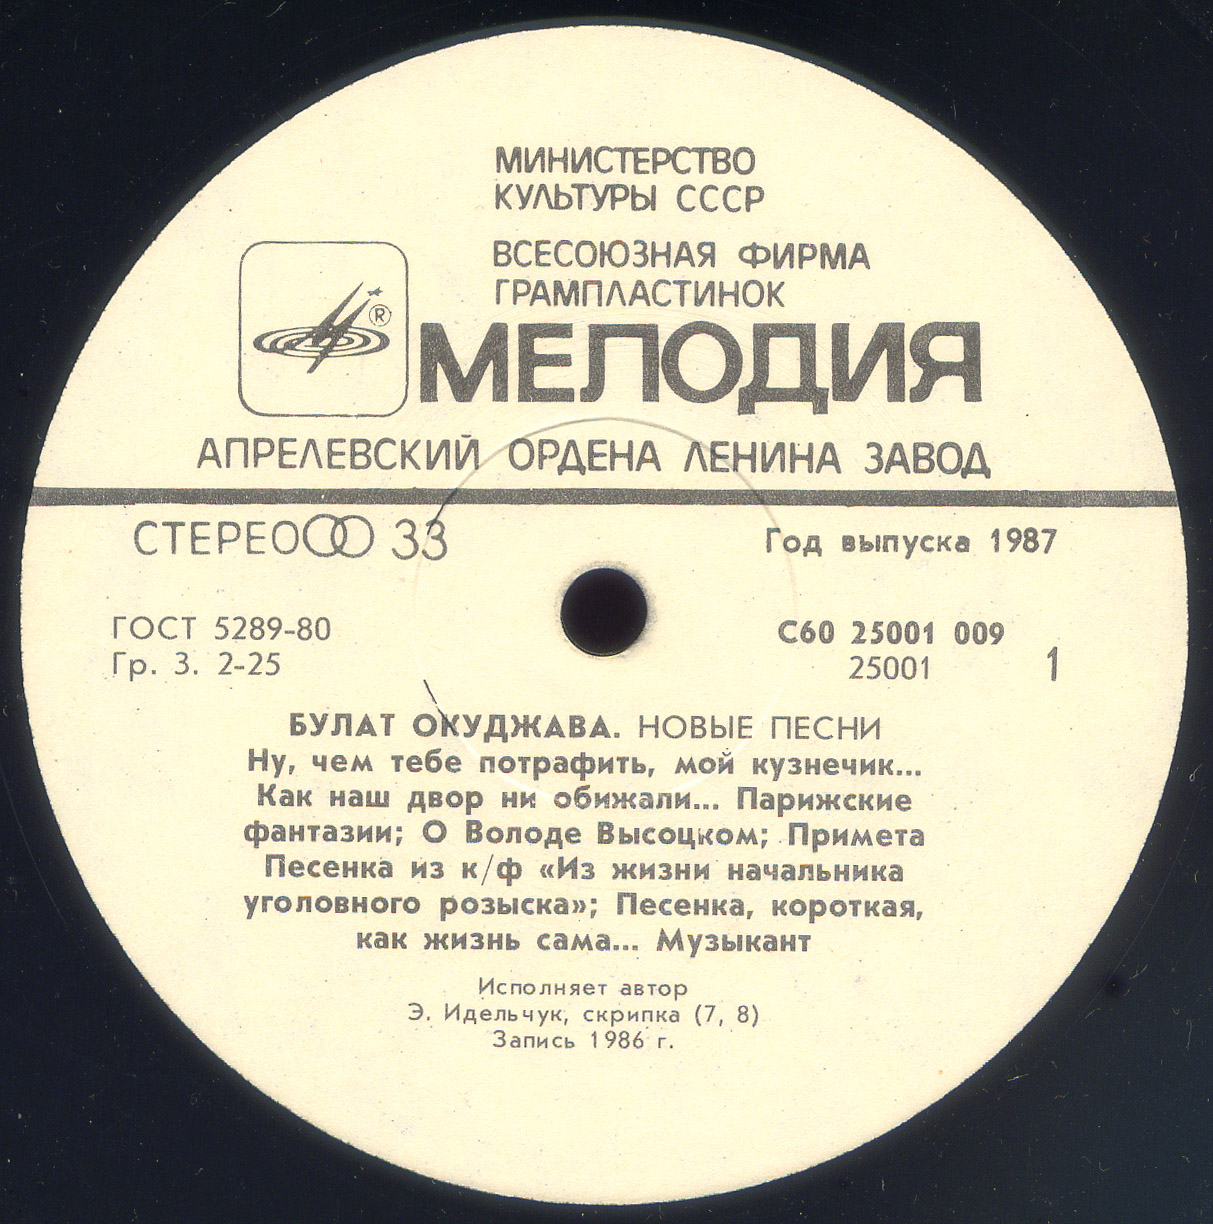 МИНИСТЕРСТВО
КУЛЬТУРЫ СССР
ВСЕСОЮЗНАЯ ФИРМА
ГРАМПЛАСТИНОК
®
МЕЛОДИЯ
АПРЕЛЕВСКИЙ ОРДЕНА ЛЕНИНА ЗАВОД
СТЕРЕО 33
Год выпуска 1987
ГОСТ 5289-80
Гр. 3. 2-25
С60 25001 009
25001
1
БУЛАТ ОКУДЖАВА. НОВЫЕ ПЕСНИ
Ну, чем тебе потрафить, мой кузнечик...
Как наш двор ни обижали... Парижские
фантазии; О Володе Высоцком; Примета
Песенка из к/ф «Из жизни начальника
уголовного розыска»; Песенка, короткая,
как жизнь сама... Музыкант
Исполняет автор
Э. Идельчук, скрипка (7, 8)
Запись 1986 г.